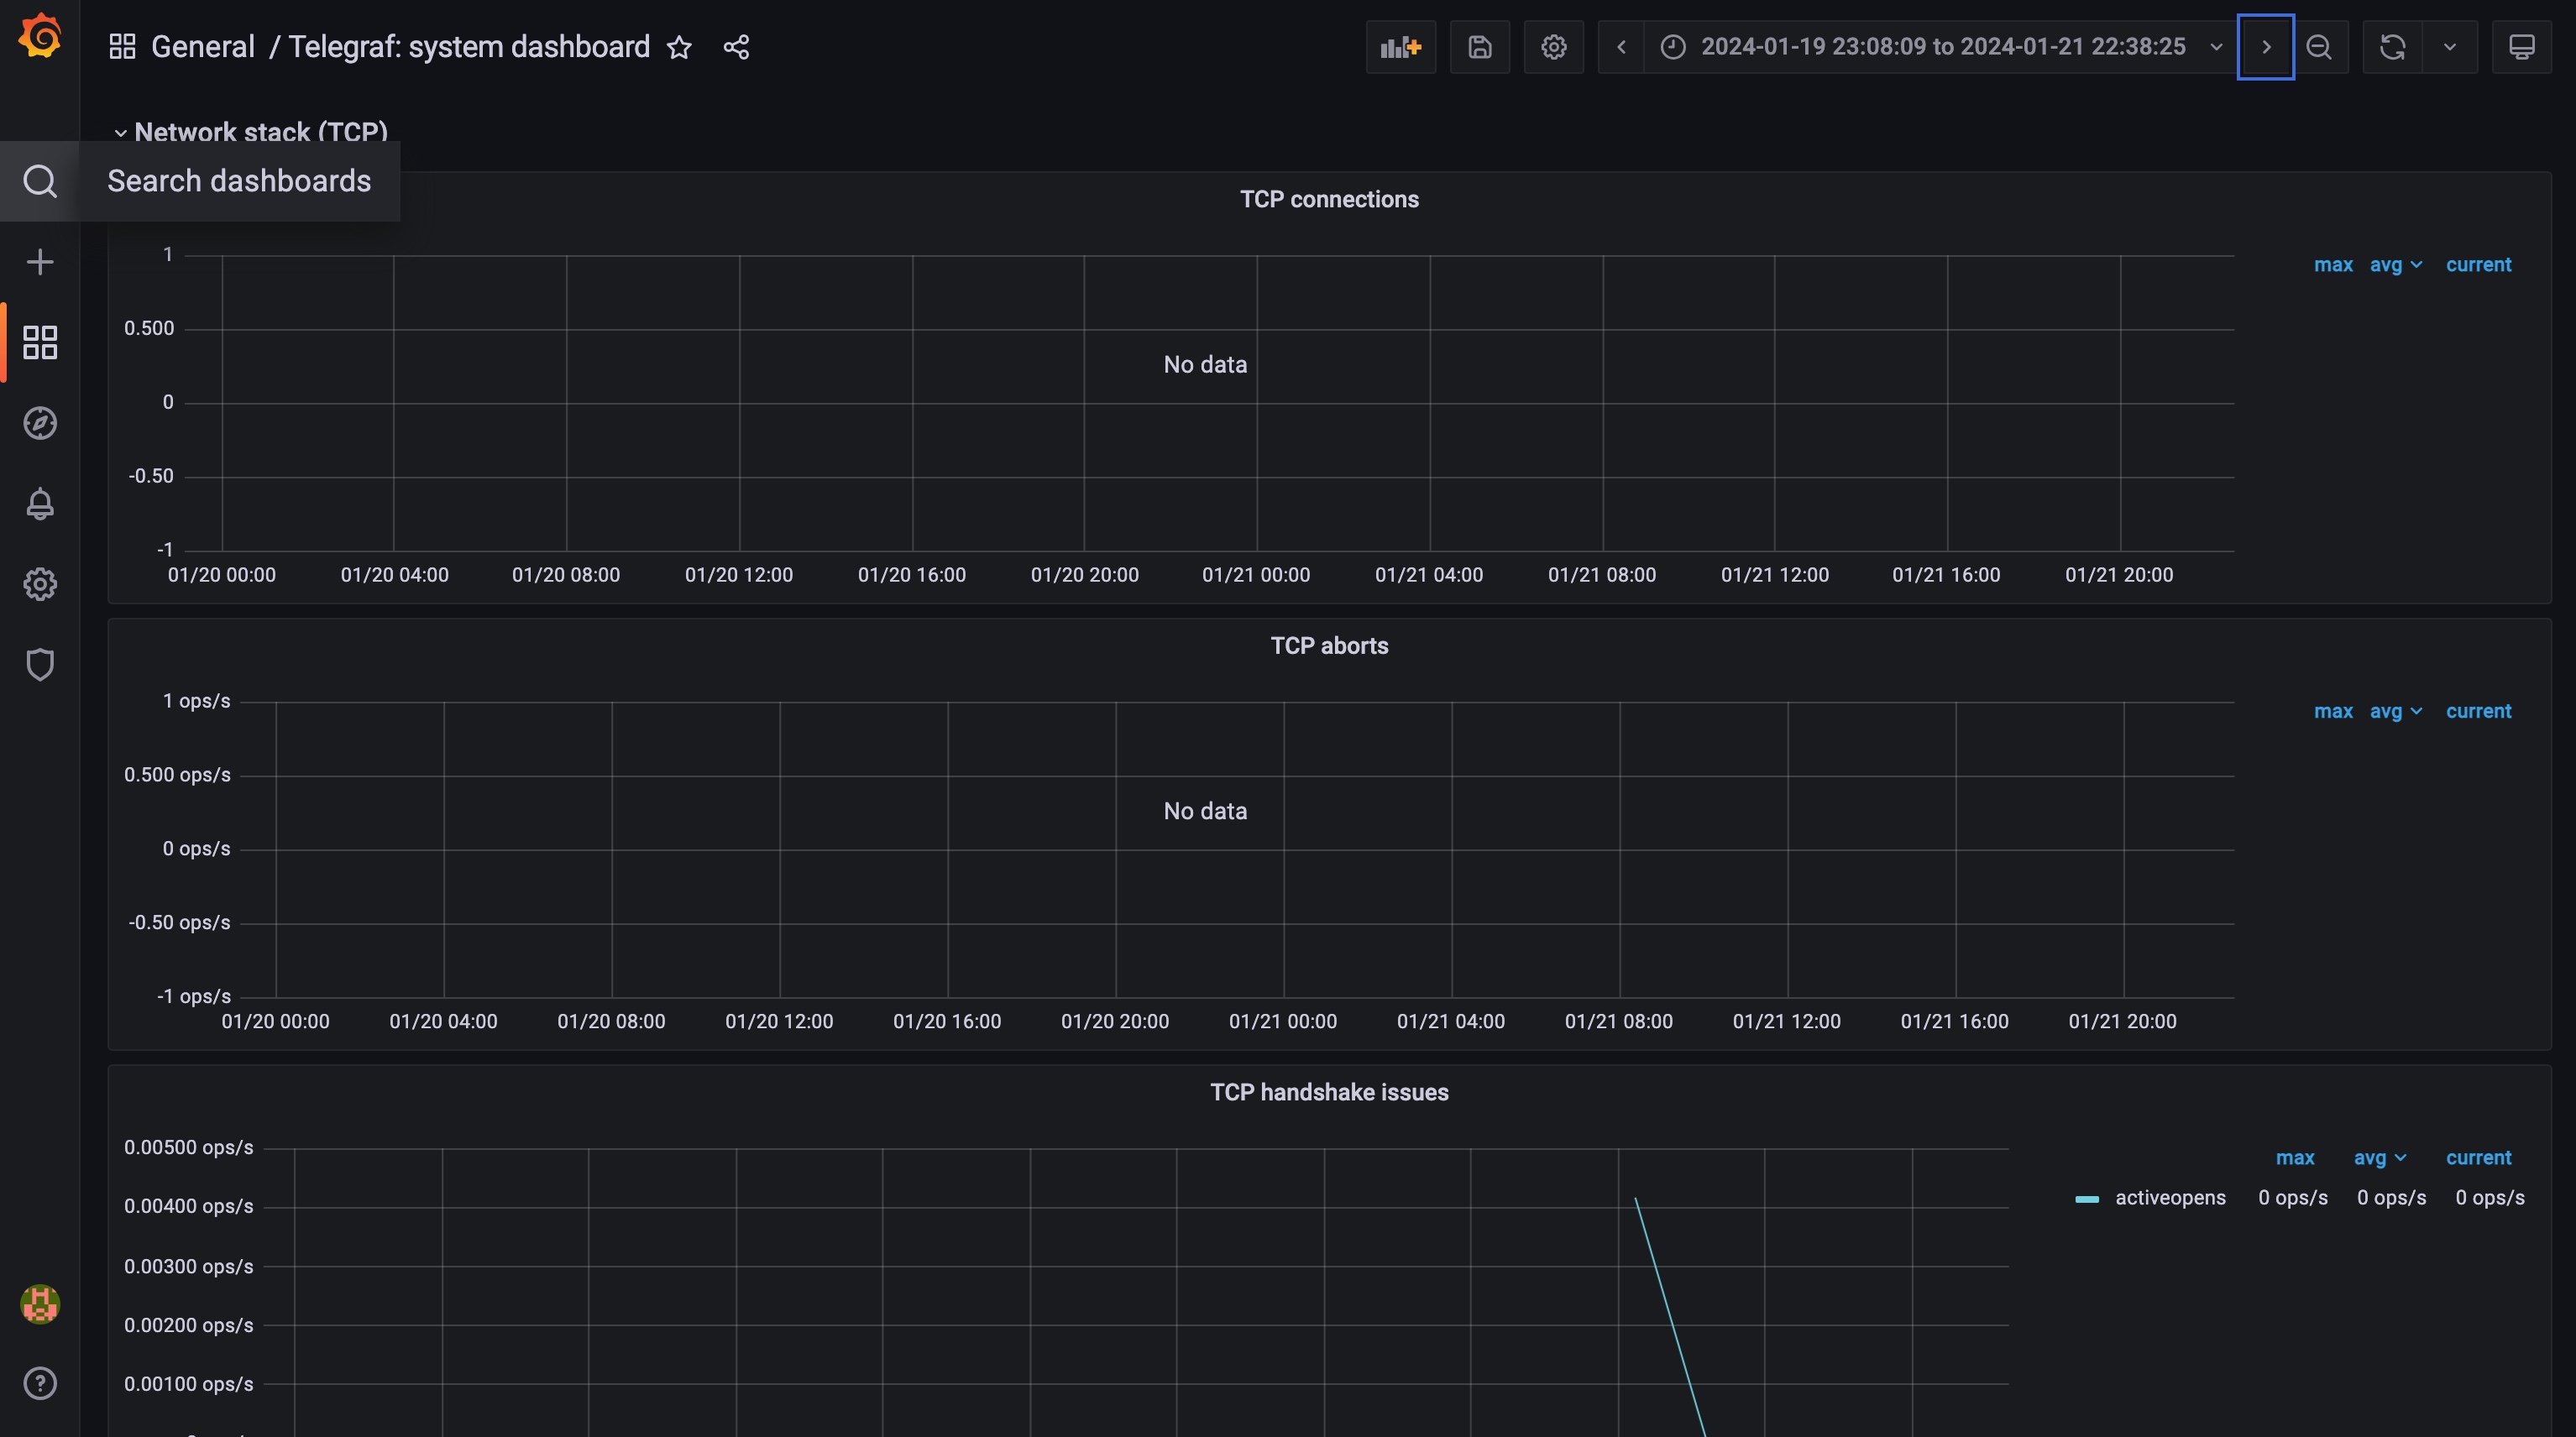 General / Telegraf: system dashboard
2024-01-19 23:08:09 to 2024-01-21 22:38:25
Network stack (TCP)
Search dashboards
TCP connections
max avg current
1
0.500
No data
0
-0.50
-1
01/20 00:00 01/20 04:00 01/20 08:00 01/20 12:00 01/20 16:00 01/20 20:00 01/21 00:00 01/21 04:00 01/21 08:00 01/21 12:00 01/21 16:00 01/21 20:00
TCP aborts
max avg current
1 ops/s
0.500 ops/s
No data
0 ops/s
-0.50 ops/s
-1 ops/s
01/20 00:00 01/20 04:00 01/20 08:00 01/20 12:00 01/20 16:00 01/20 20:00 01/21 00:00 01/21 04:00 01/21 08:00 01/21 12:00 01/21 16:00 01/21 20:00
TCP handshake issues
0.00500 ops/s
max avg current
activeopens 0 ops/s 0 ops/s 0 ops/s
0.00400 ops/s
0.00300 ops/s
0.00200 ops/s
0.00100 ops/s